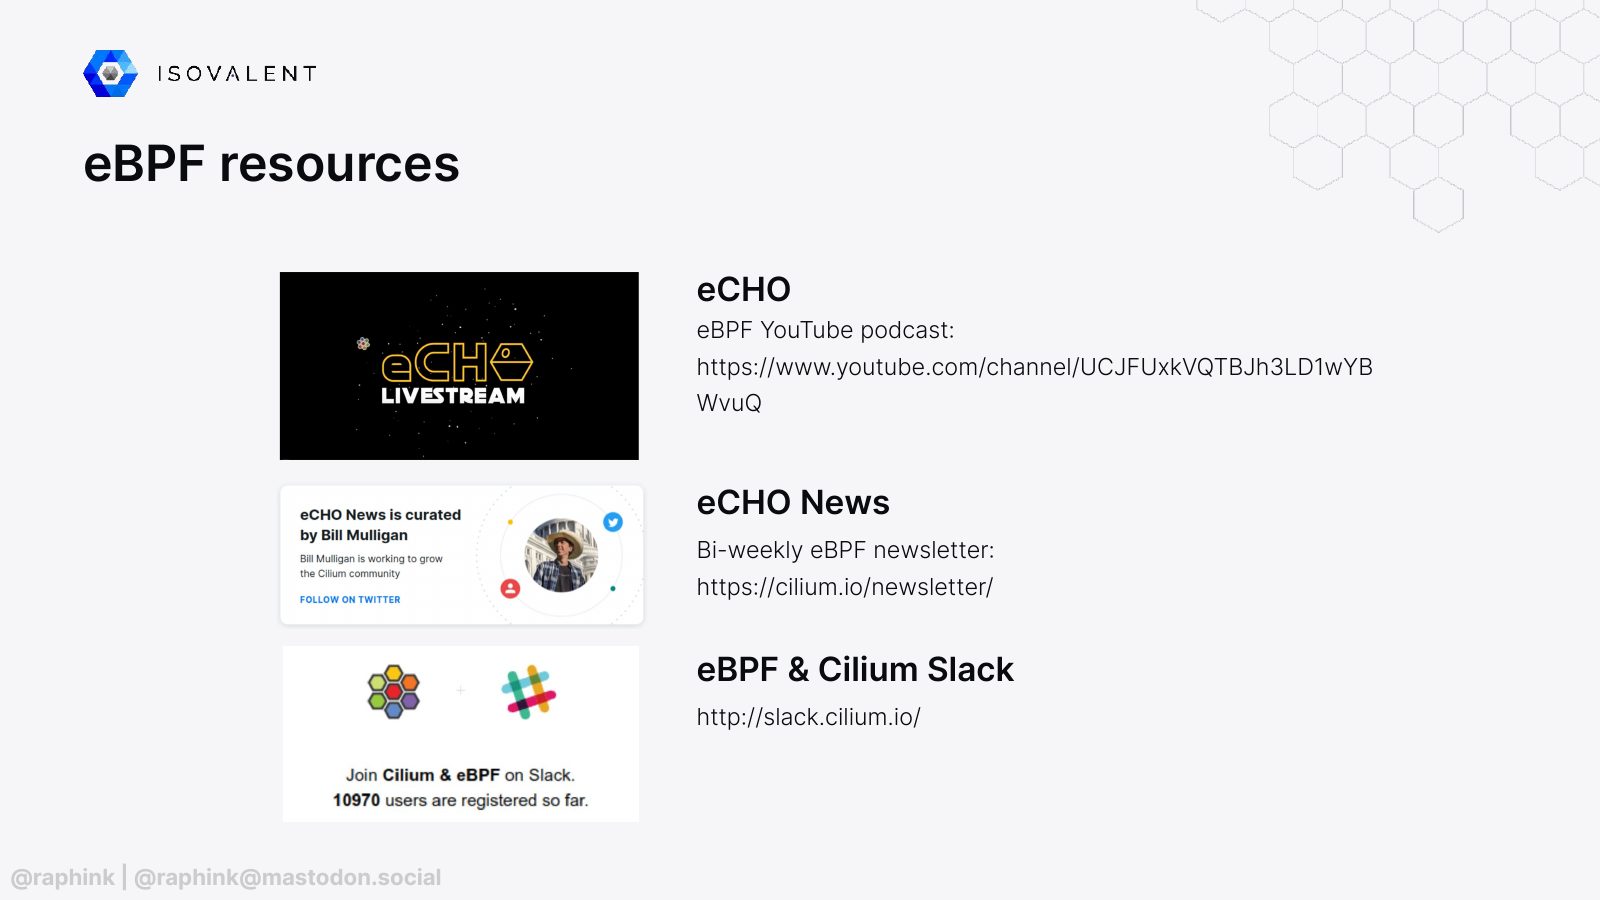 ISOVALENT
eBPF resources
eCHO
LIVESTREAM
eCHO
eBPF YouTube podcast:
https://www.youtube.com/channel/UCJFUxkVQTBJh3LD1wYB
WvuQ
eCHO News is curated
by Bill Mulligan
Bill Mulligan is working to grow
the Cilium community
FOLLOW ON TWITTER
eCHO News
Bi-weekly eBPF newsletter:
https://cilium.io/newsletter/
+
Join Cilium & eBPF on Slack.
10970 users are registered so far.
eBPF & Cilium Slack
http://slack.cilium.io/
@raphink | @raphink@mastodon.social